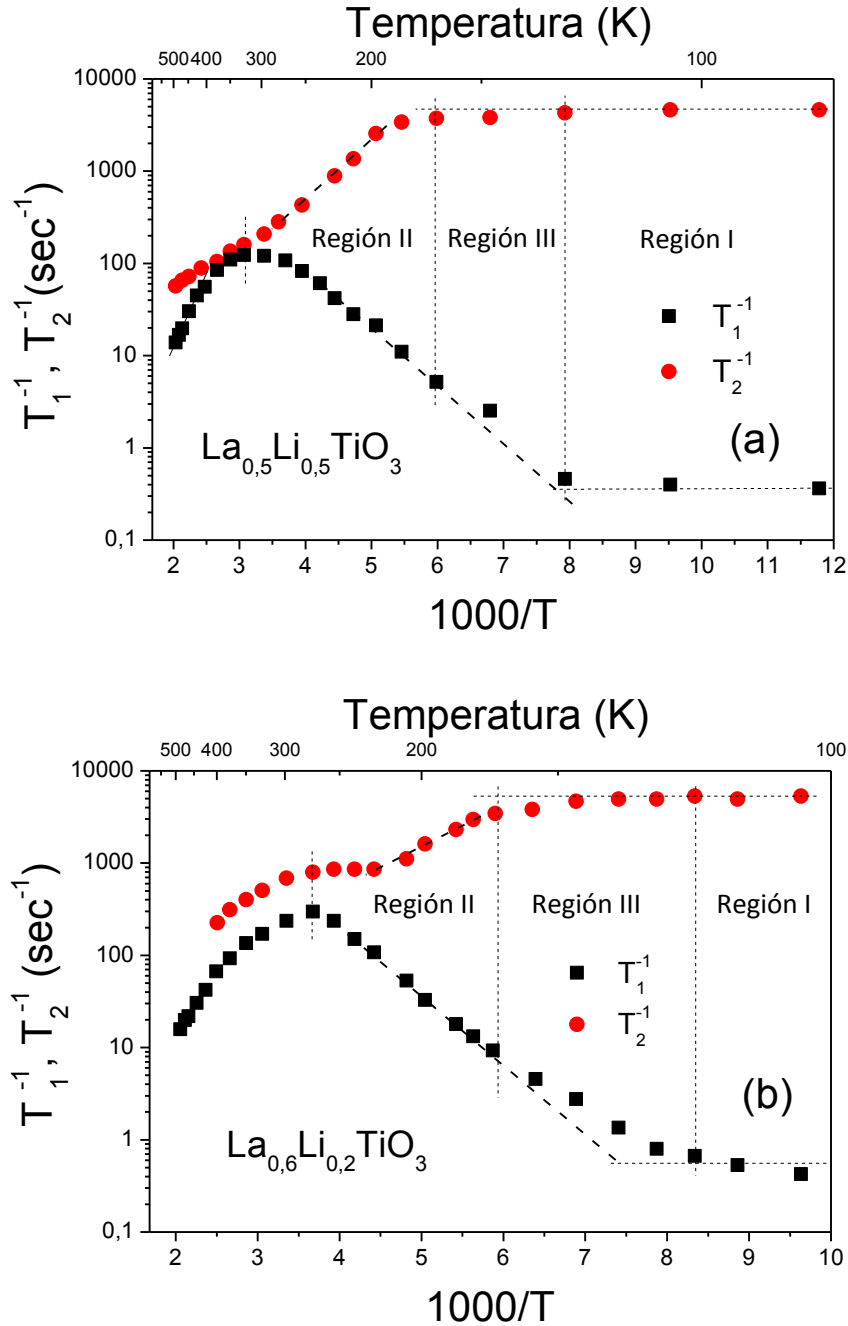 Temperatura (K)
500 400 300 200 100
10000
1000
100
10
1
0,1
T₁⁻¹, T₂⁻¹(sec⁻¹)
Región II
Región III
Región I
T₁⁻¹
T₂⁻¹
La₀,₅Li₀,₅TiO₃
(a)
2 3 4 5 6 7 8 9 10 11 12
1000/T
Temperatura (K)
500 400 300 200 100
10000
1000
100
10
1
0,1
T₁⁻¹, T₂⁻¹ (sec⁻¹)
Región II
Región III
Región I
T₁⁻¹
T₂⁻¹
La₀,₆Li₀,₂TiO₃
(b)
2 3 4 5 6 7 8 9 10
1000/T